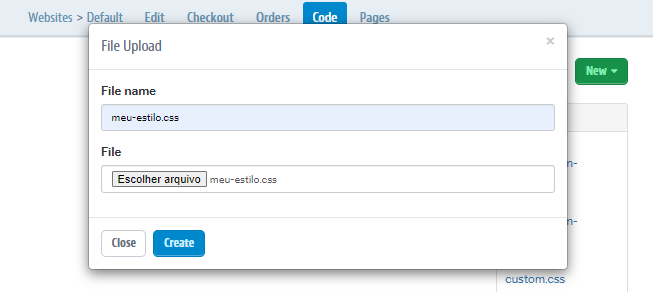 Websites > Default Edit Checkout Orders Code Pages
File Upload ×
New
File name
meu-estilo.css
File
Escolher arquivo meu-estilo.css
Close Create
custom.css